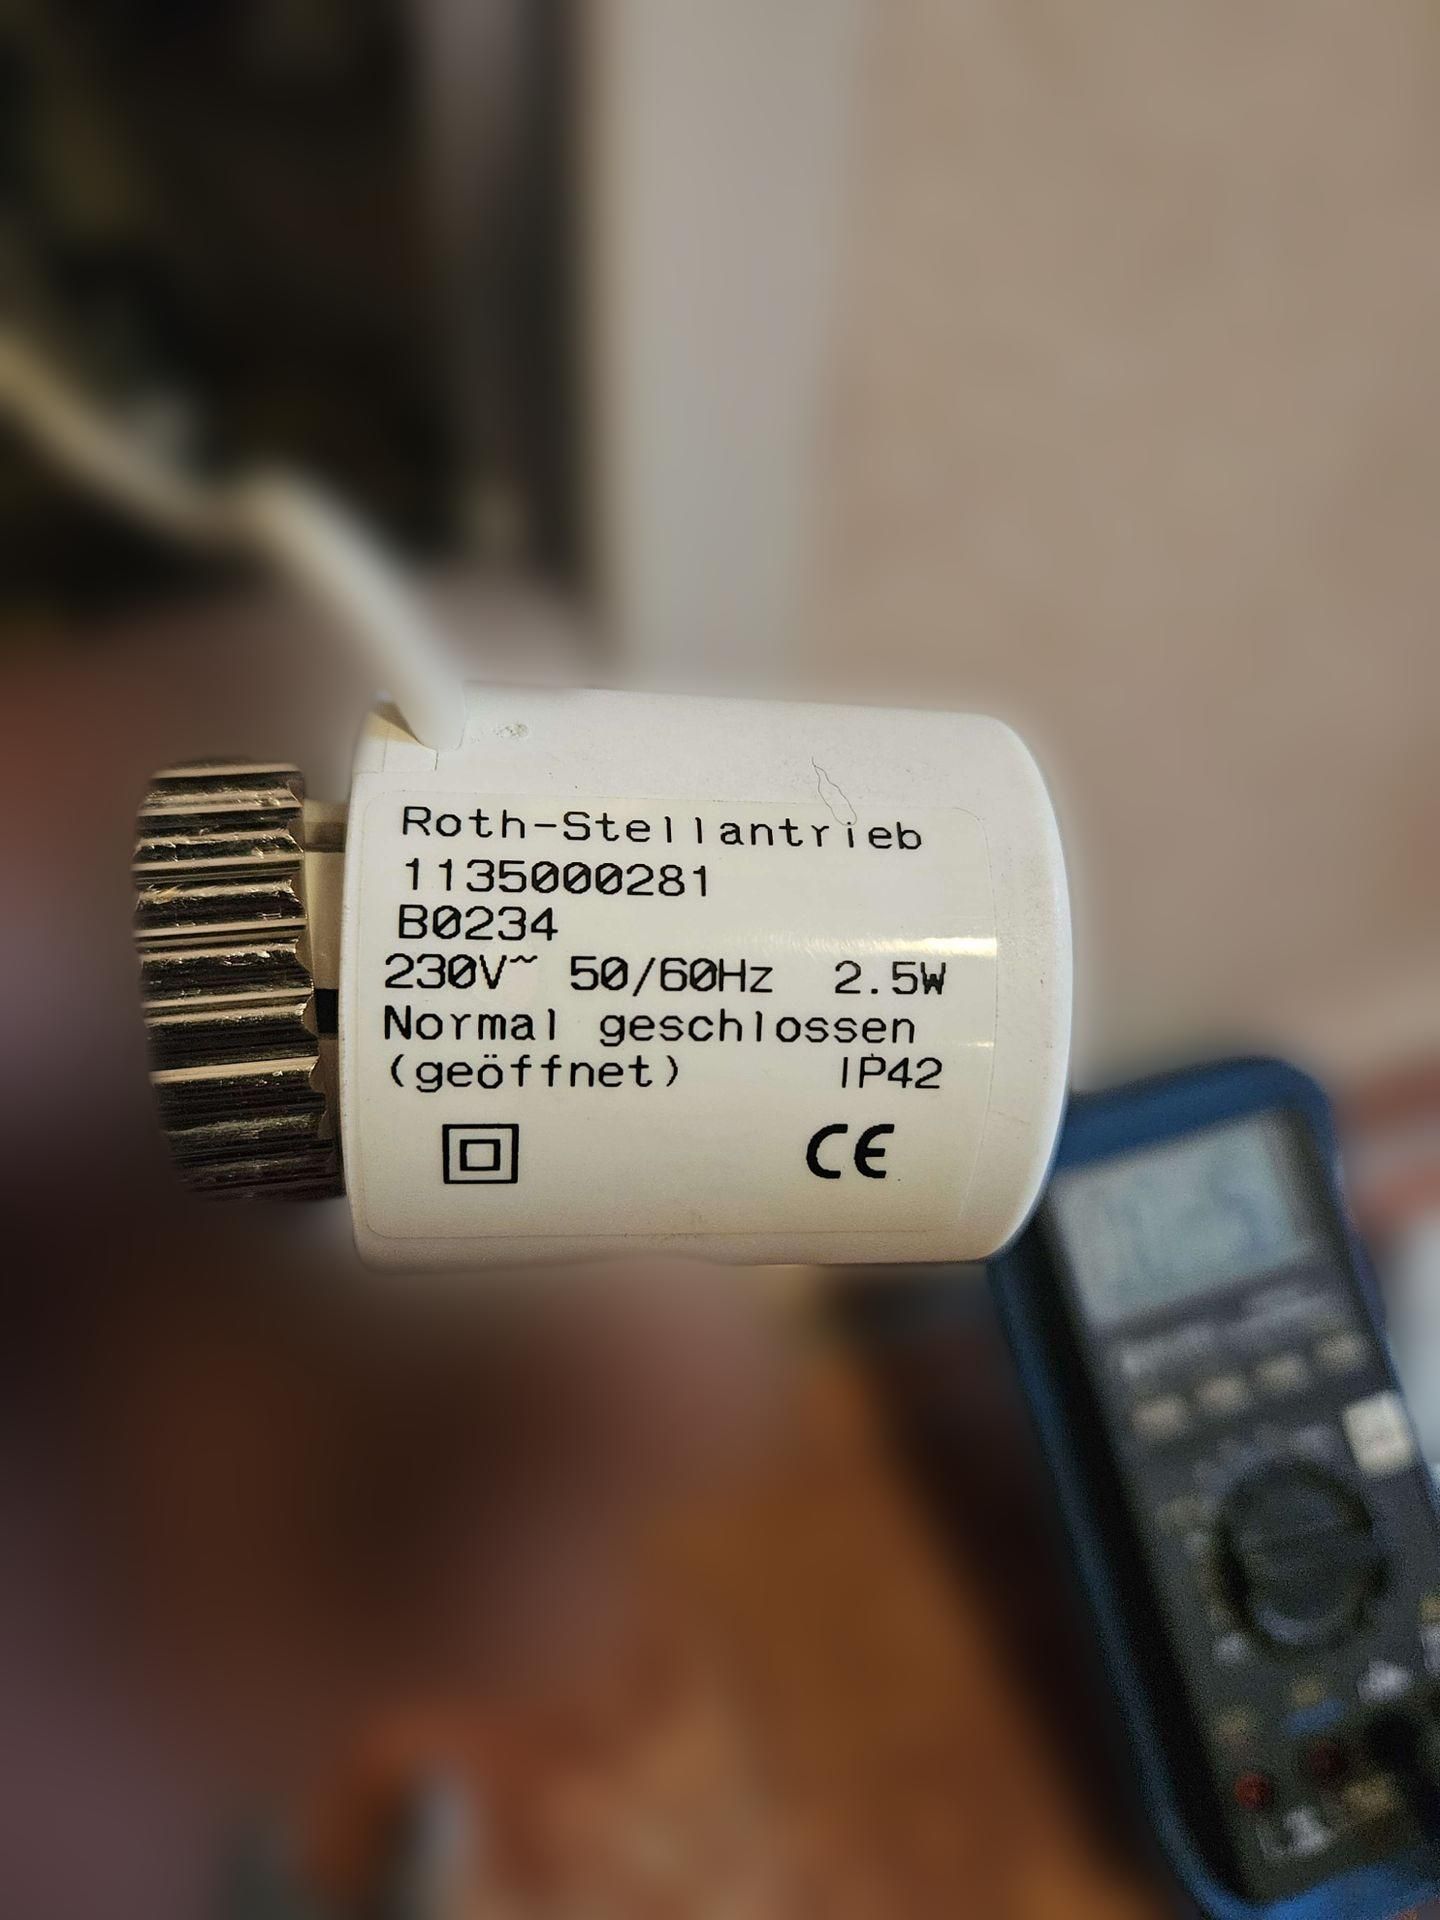 Roth-Stellantrieb
1135000281
B0234
230V~ 50/60Hz 2.5W
Normal geschlossen
(geöffnet) IP42
CE